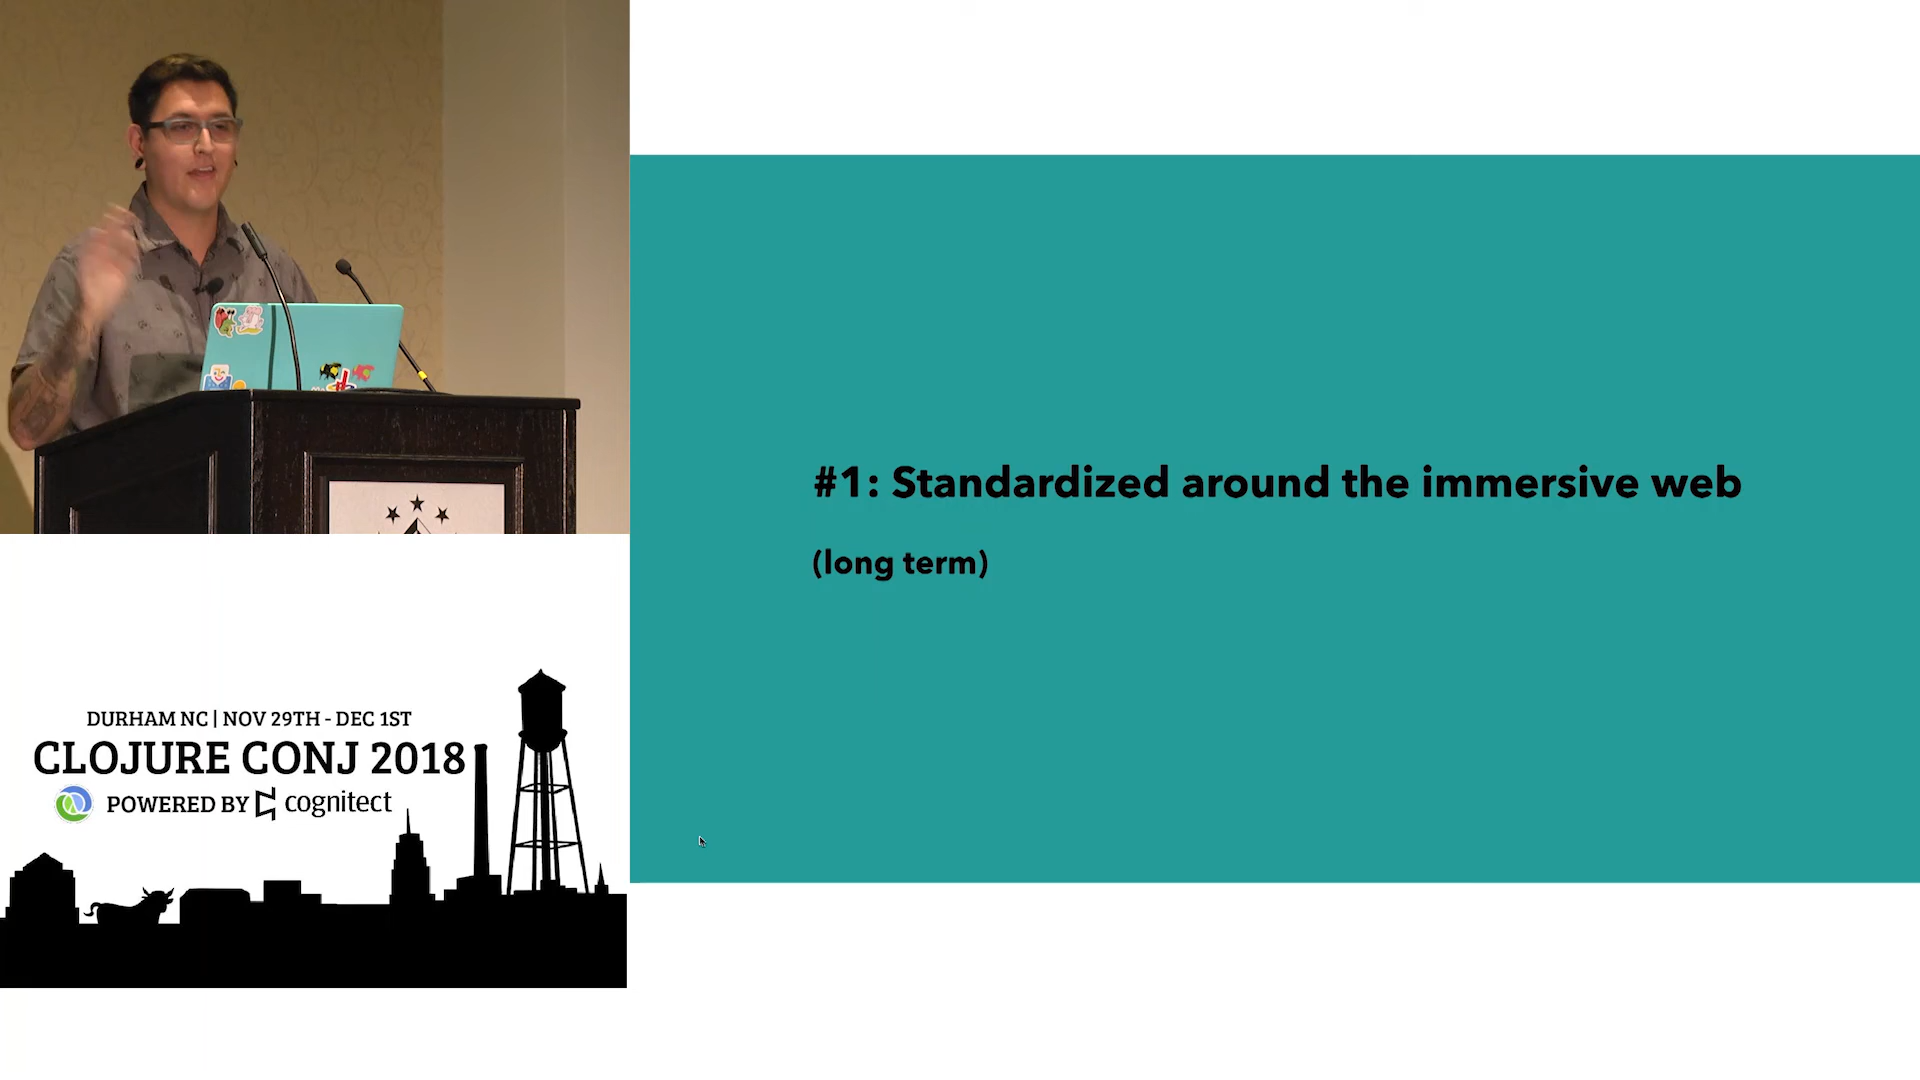 #1: Standardized around the immersive web
(long term)
DURHAM NC | NOV 29TH - DEC 1ST
CLOJURE CONJ 2018
POWERED BY cognitect